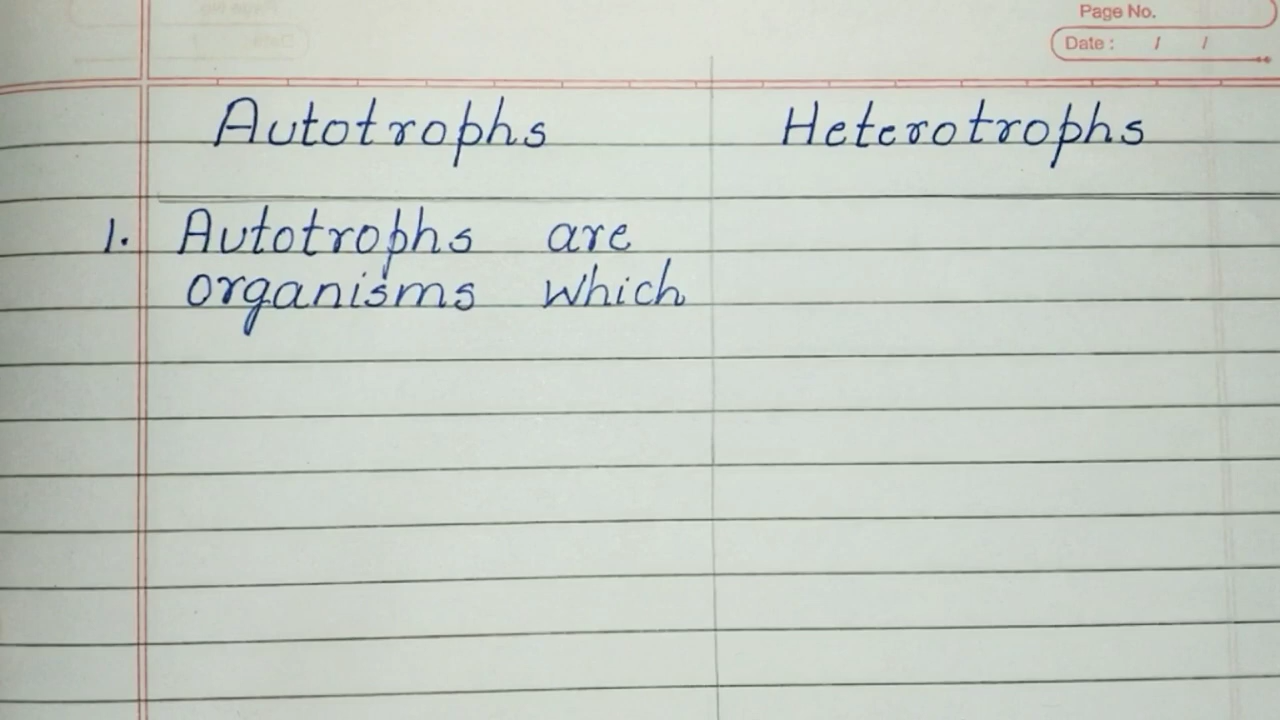 Page No.
Date : / /
Autotrophs Heterotrophs
1. Autotrophs are
organisms which